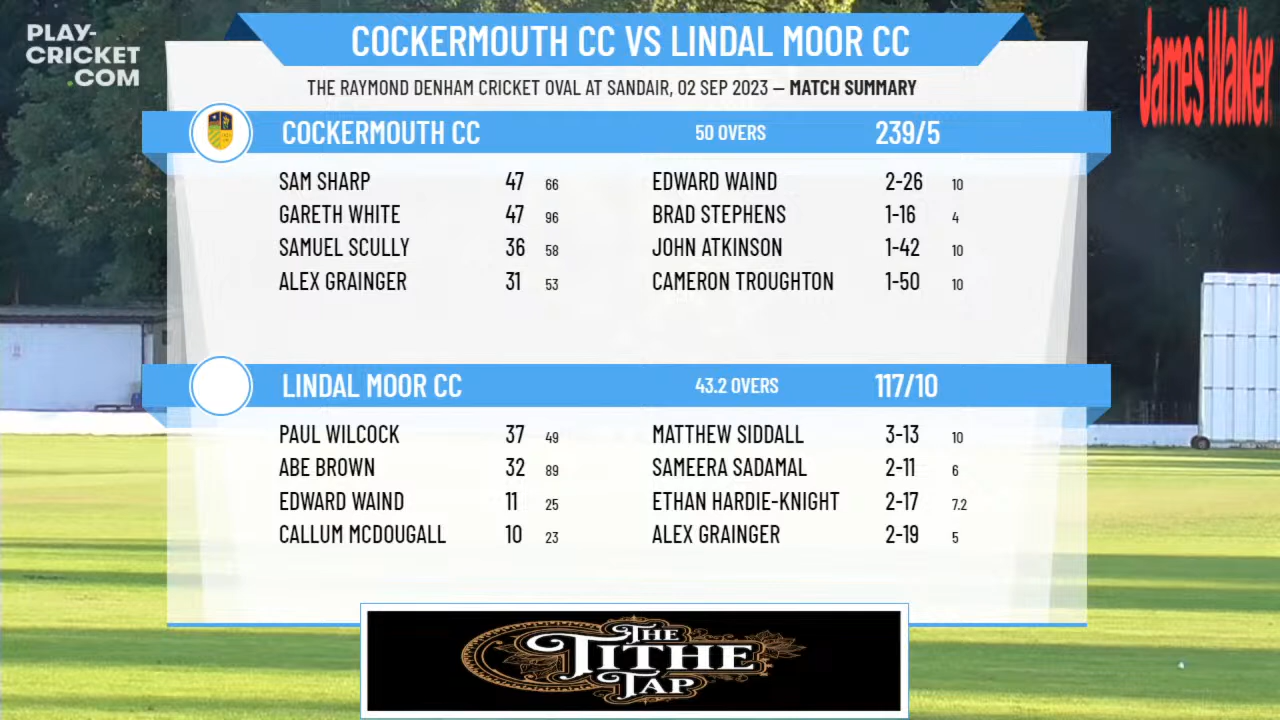 PLAY-
CRICKET
.COM
COCKERMOUTH CC VS LINDAL MOOR CC
James Walker
THE RAYMOND DENHAM CRICKET OVAL AT SANDAIR, 02 SEP 2023 – MATCH SUMMARY
COCKERMOUTH CC 50 OVERS 239/5
SAM SHARP 47 66 EDWARD WAIND 2-26 10
GARETH WHITE 47 96 BRAD STEPHENS 1-16 4
SAMUEL SCULLY 36 58 JOHN ATKINSON 1-42 10
ALEX GRAINGER 31 53 CAMERON TROUGHTON 1-50 10
LINDAL MOOR CC 43.2 OVERS 117/10
PAUL WILCOCK 37 49 MATTHEW SIDDALL 3-13 10
ABE BROWN 32 89 SAMEERA SADAMAL 2-11 6
EDWARD WAIND 11 25 ETHAN HARDIE-KNIGHT 2-17 7.2
CALLUM MCDOUGALL 10 23 ALEX GRAINGER 2-19 5
THE
TITHE
TAP